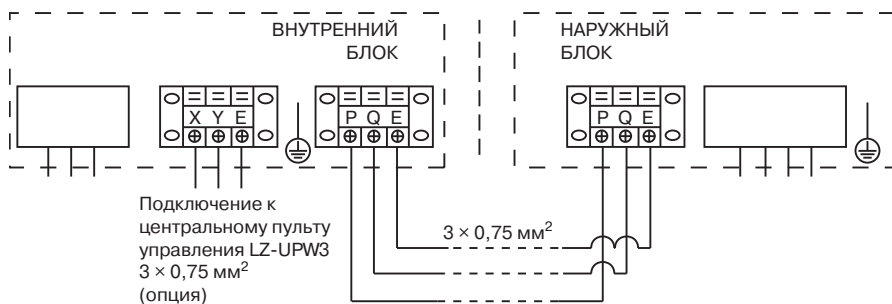 ВНУТРЕННИЙ
БЛОК
НАРУЖНЫЙ
БЛОК
X Y E
P Q E
P Q E
Подключение к
центральному пульту
управления LZ-UPW3
3 × 0,75 мм²
(опция)
3 × 0,75 мм²